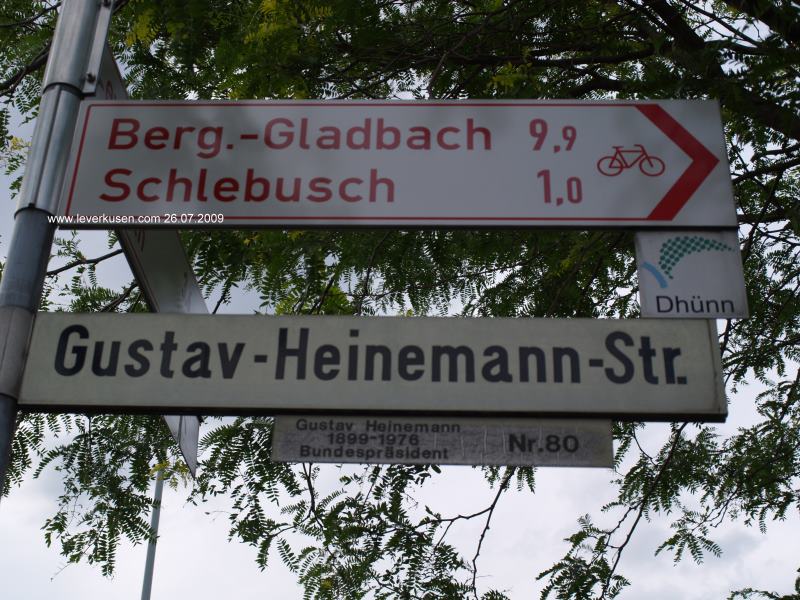 Berg.-Gladbach 9,9
Schlebusch 1,0
www.leverkusen.com 26.07.2009
Dhünn
Gustav-Heinemann-Str.
Gustav Heinemann
1899-1976
Bundespräsident
Nr.80